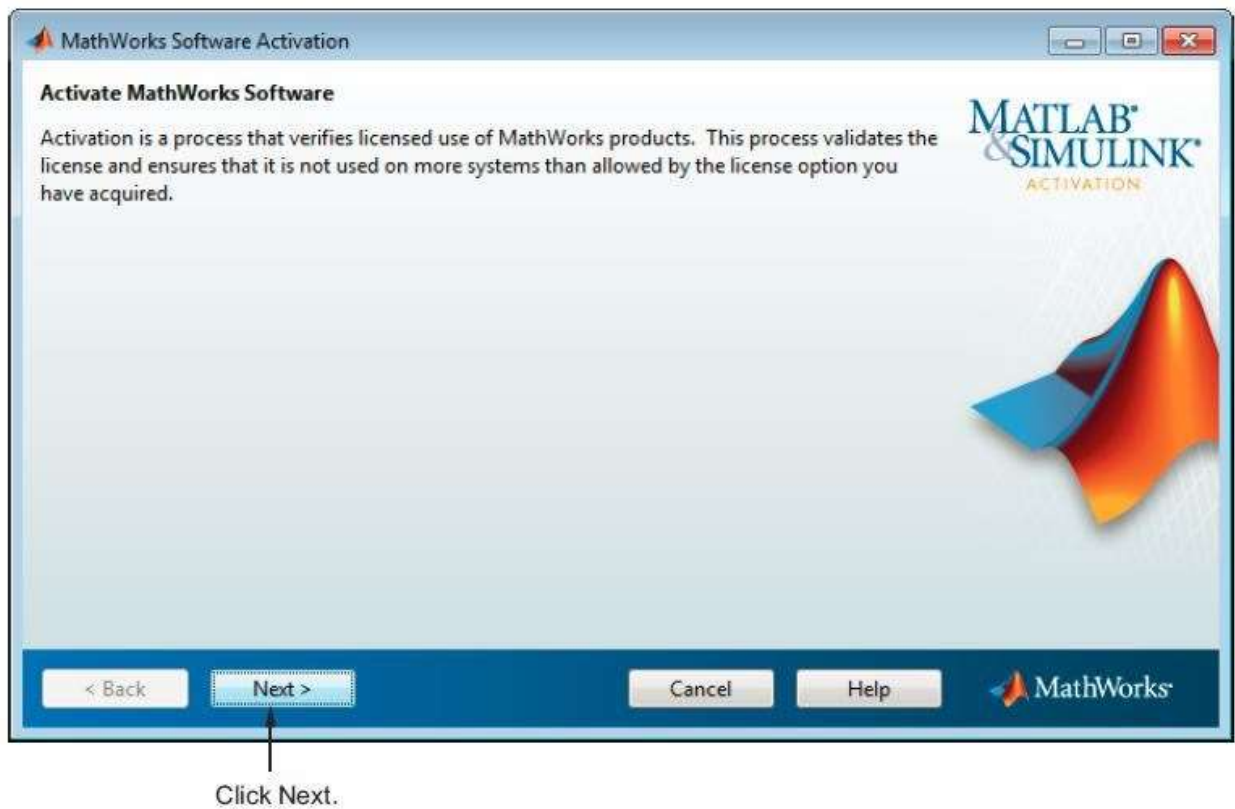 MathWorks Software Activation
Activate MathWorks Software
Activation is a process that verifies licensed use of MathWorks products. This process validates the
license and ensures that it is not used on more systems than allowed by the license option you
have acquired.
MATLAB®
&SIMULINK®
ACTIVATION
< Back
Next >
Cancel
Help
MathWorks®
Click Next.